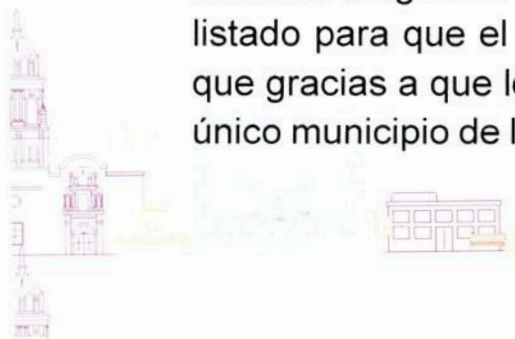 listado para que el
que gracias a que
único municipio de